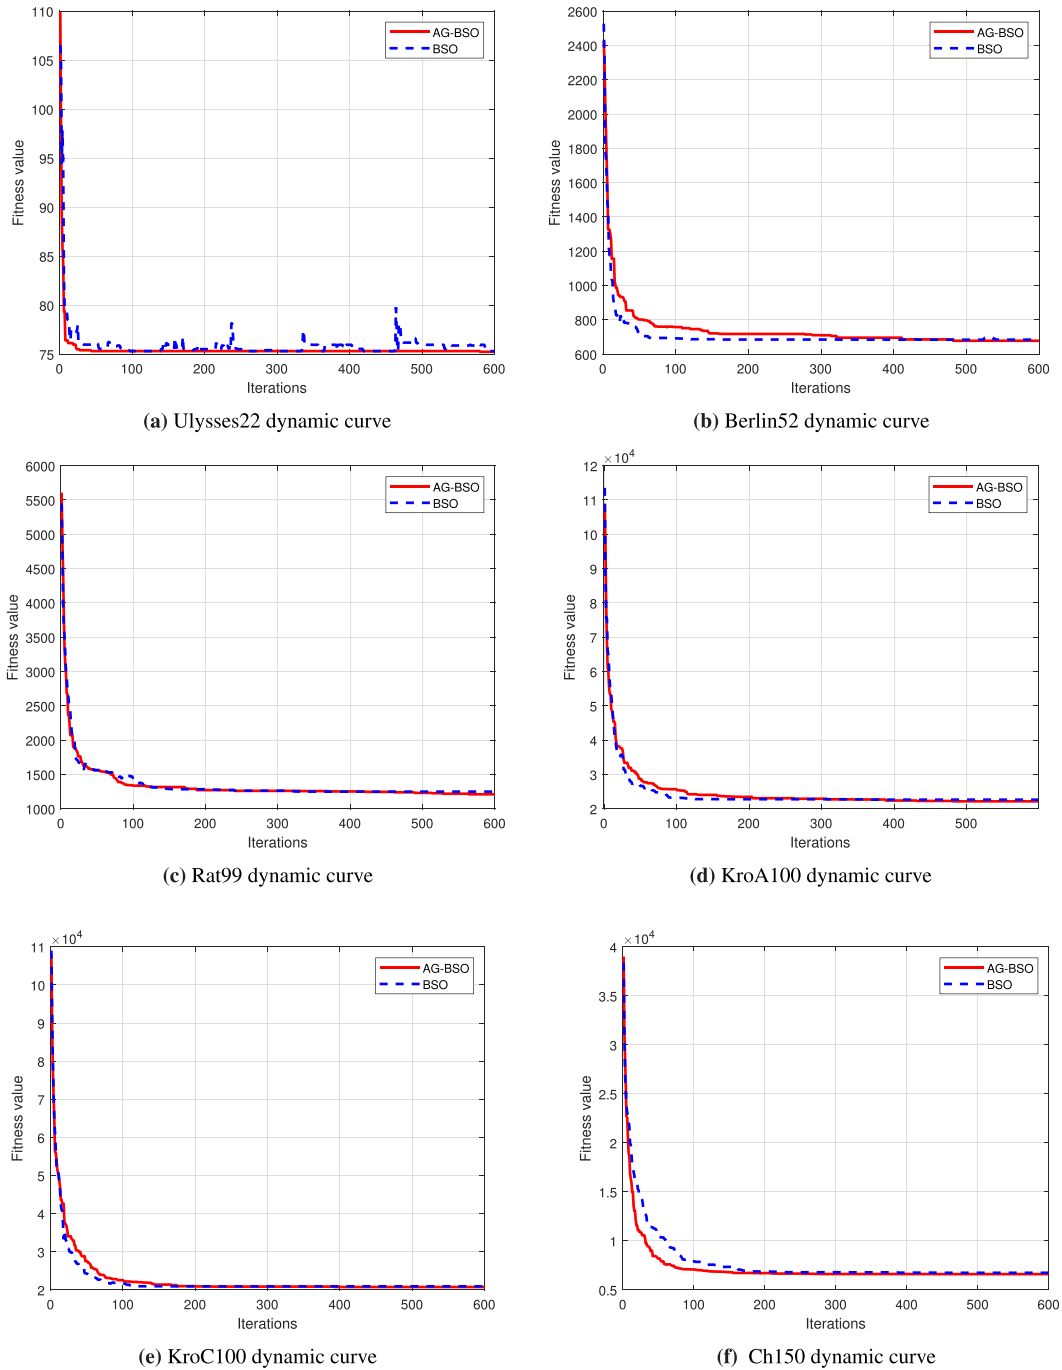 110
105
100
95
90
85
80
75
Fitness value
AG-BSO
BSO
0 100 200 300 400 500 600
Iterations
(a) Ulysses22 dynamic curve
2600
2400
2200
2000
1800
1600
1400
1200
1000
800
600
Fitness value
AG-BSO
BSO
0 100 200 300 400 500 600
Iterations
(b) Berlin52 dynamic curve
6000
5500
5000
4500
4000
3500
3000
2500
2000
1500
1000
Fitness value
AG-BSO
BSO
0 100 200 300 400 500 600
Iterations
(c) Rat99 dynamic curve
×10⁴
12
11
10
9
8
7
6
5
4
3
2
Fitness value
AG-BSO
BSO
0 100 200 300 400 500
Iterations
(d) KroA100 dynamic curve
×10⁴
11
10
9
8
7
6
5
4
3
2
Fitness value
AG-BSO
BSO
0 100 200 300 400 500 600
Iterations
(e) KroC100 dynamic curve
×10⁴
4
3.5
3
2.5
2
1.5
1
0.5
Fitness value
AG-BSO
BSO
0 100 200 300 400 500 600
Iterations
(f) Ch150 dynamic curve